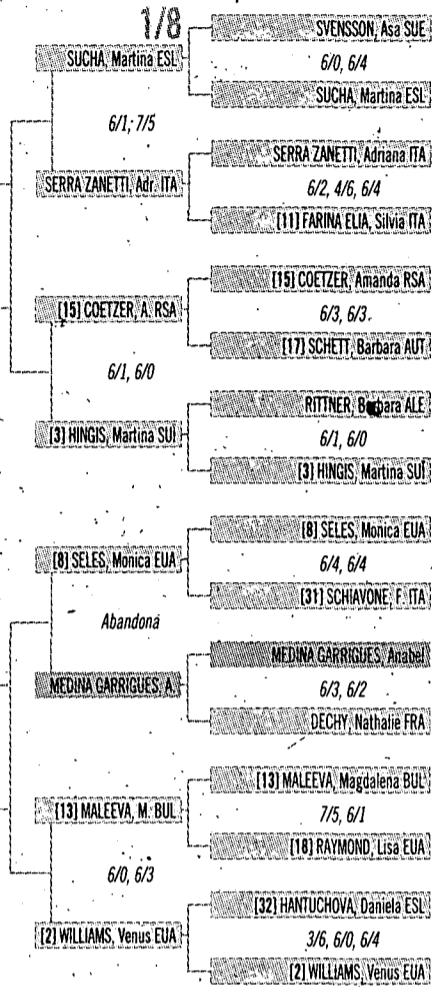 1/8
SVENSSON, Asa SUE
SUCHA, Martina ESL
6/0, 6/4
SUCHA, Martina ESL
6/1, 7/5
SERRA ZANETTI, Adriana ITA
SERRA ZANETTI, Adr. ITA
6/2, 4/6, 6/4
[11] FARINA ELIA, Silvia ITA
[15] COETZER, Amanda RSA
[15] COETZER, A. RSA
6/3, 6/3
[17] SCHETT, Barbara AUT
6/1, 6/0
RITTNER, Barbara ALE
[3] HINGIS, Martina SUI
6/1, 6/0
[3] HINGIS, Martina SUI
[8] SELES, Monica EUA
[8] SELES, Monica EUA
6/4, 6/4
[31] SCHIAVONE, F. ITA
Abandona
MEDINA GARRIGUES, Anabel
MEDINA GARRIGUES, A.
6/3, 6/2
DECHY, Nathalie FRA
[13] MALEEVA, Magdalena BUL
[13] MALEEVA, M. BUL
7/5, 6/1
[18] RAYMOND, Lisa EUA
6/0, 6/3
[32] HANTUCHOVA, Daniela ESL
[2] WILLIAMS, Venus EUA
3/6, 6/0, 6/4
[2] WILLIAMS, Venus EUA